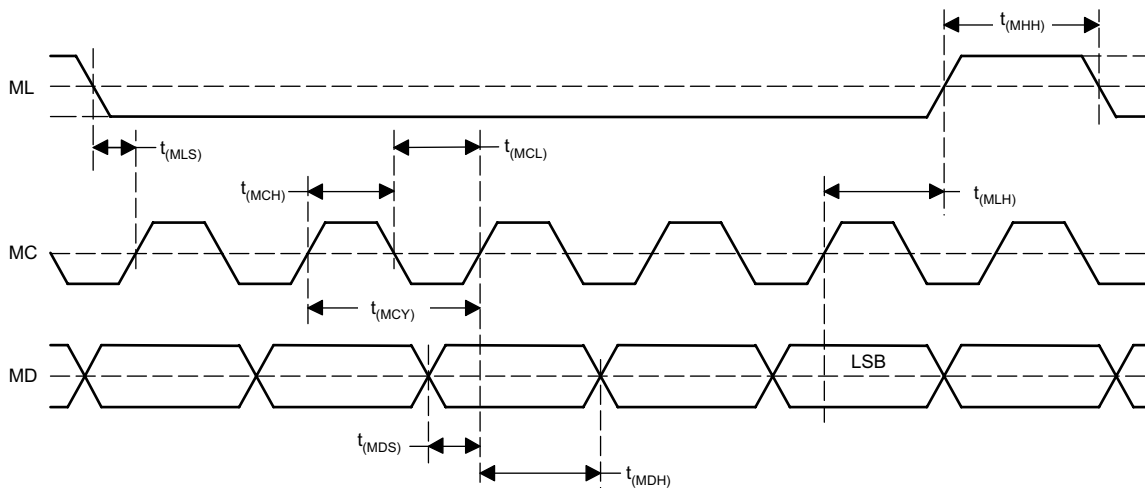 t(MHH)
ML
t(MLS)
t(MCL)
t(MCH)
t(MLH)
MC
t(MCY)
MD
LSB
t(MDS)
t(MDH)